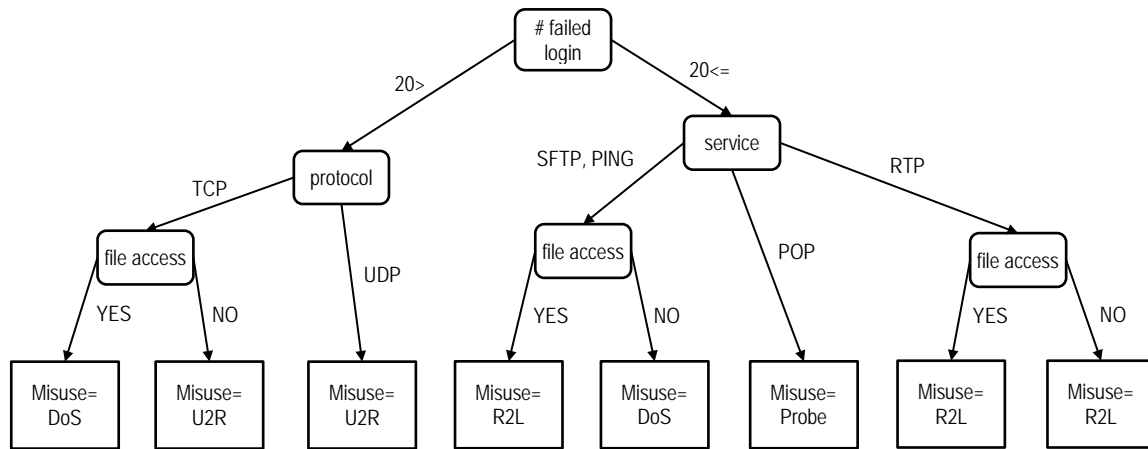 # failed
login
20>
20<=
service
SFTP, PING
RTP
protocol
TCP
file access
file access
POP
file access
UDP
YES
NO
YES
NO
YES
NO
Misuse=
DoS
Misuse=
U2R
Misuse=
U2R
Misuse=
R2L
Misuse=
DoS
Misuse=
Probe
Misuse=
R2L
Misuse=
R2L